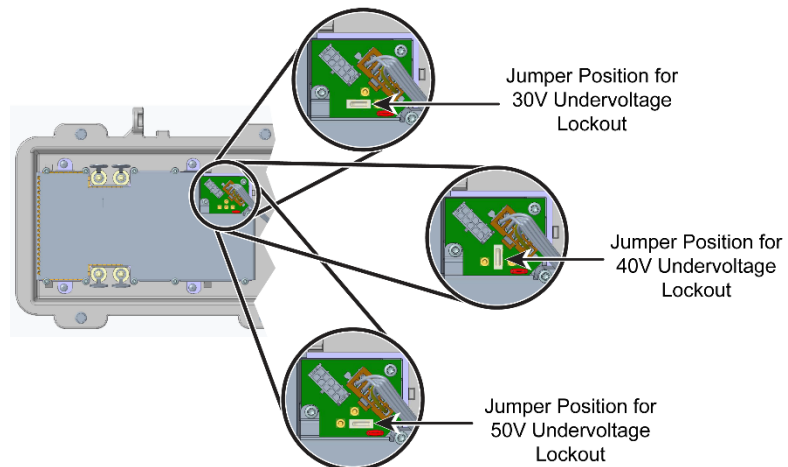 Jumper Position for
30V Undervoltage
Lockout
Jumper Position for
40V Undervoltage
Lockout
Jumper Position for
50V Undervoltage
Lockout